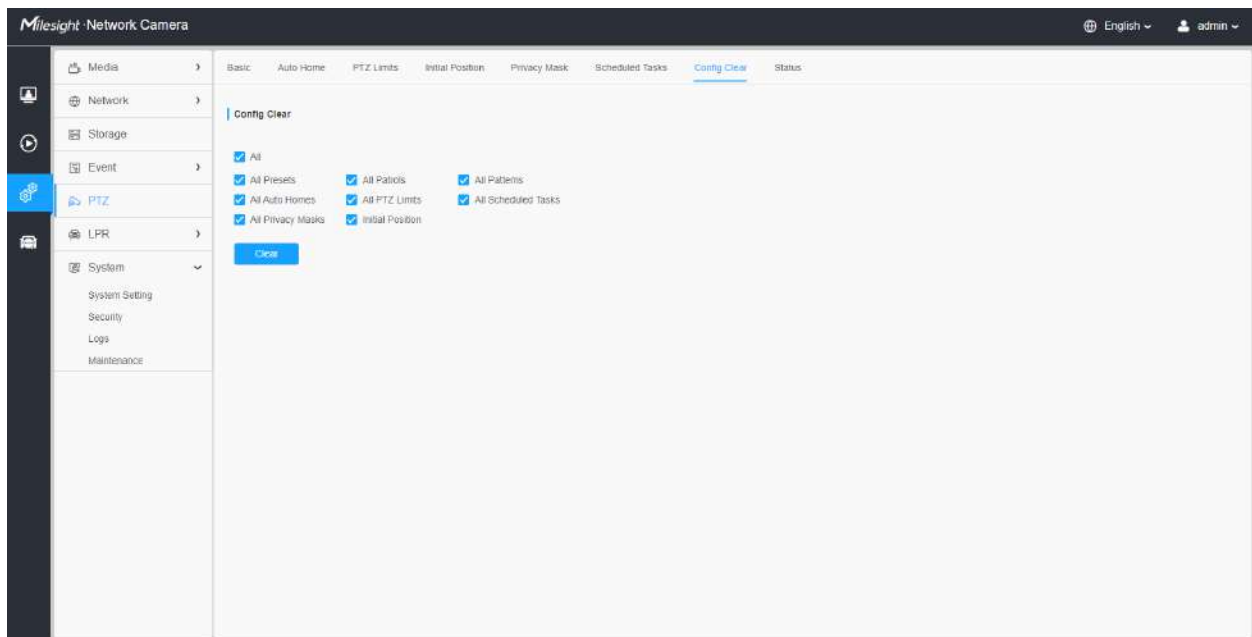 Milesight Network Camera
English
admin
Media
Network
Storage
Event
PTZ
LPR
System
System Setting
Security
Logs
Maintenance
Basic Auto Home PTZ Limits Initial Position Privacy Mask Scheduled Tasks Config Clear Status
Config Clear
All
All Presets All Patrols All Patterns
All Auto Homes All PTZ Limits All Scheduled Tasks
All Privacy Masks Initial Position
Clear